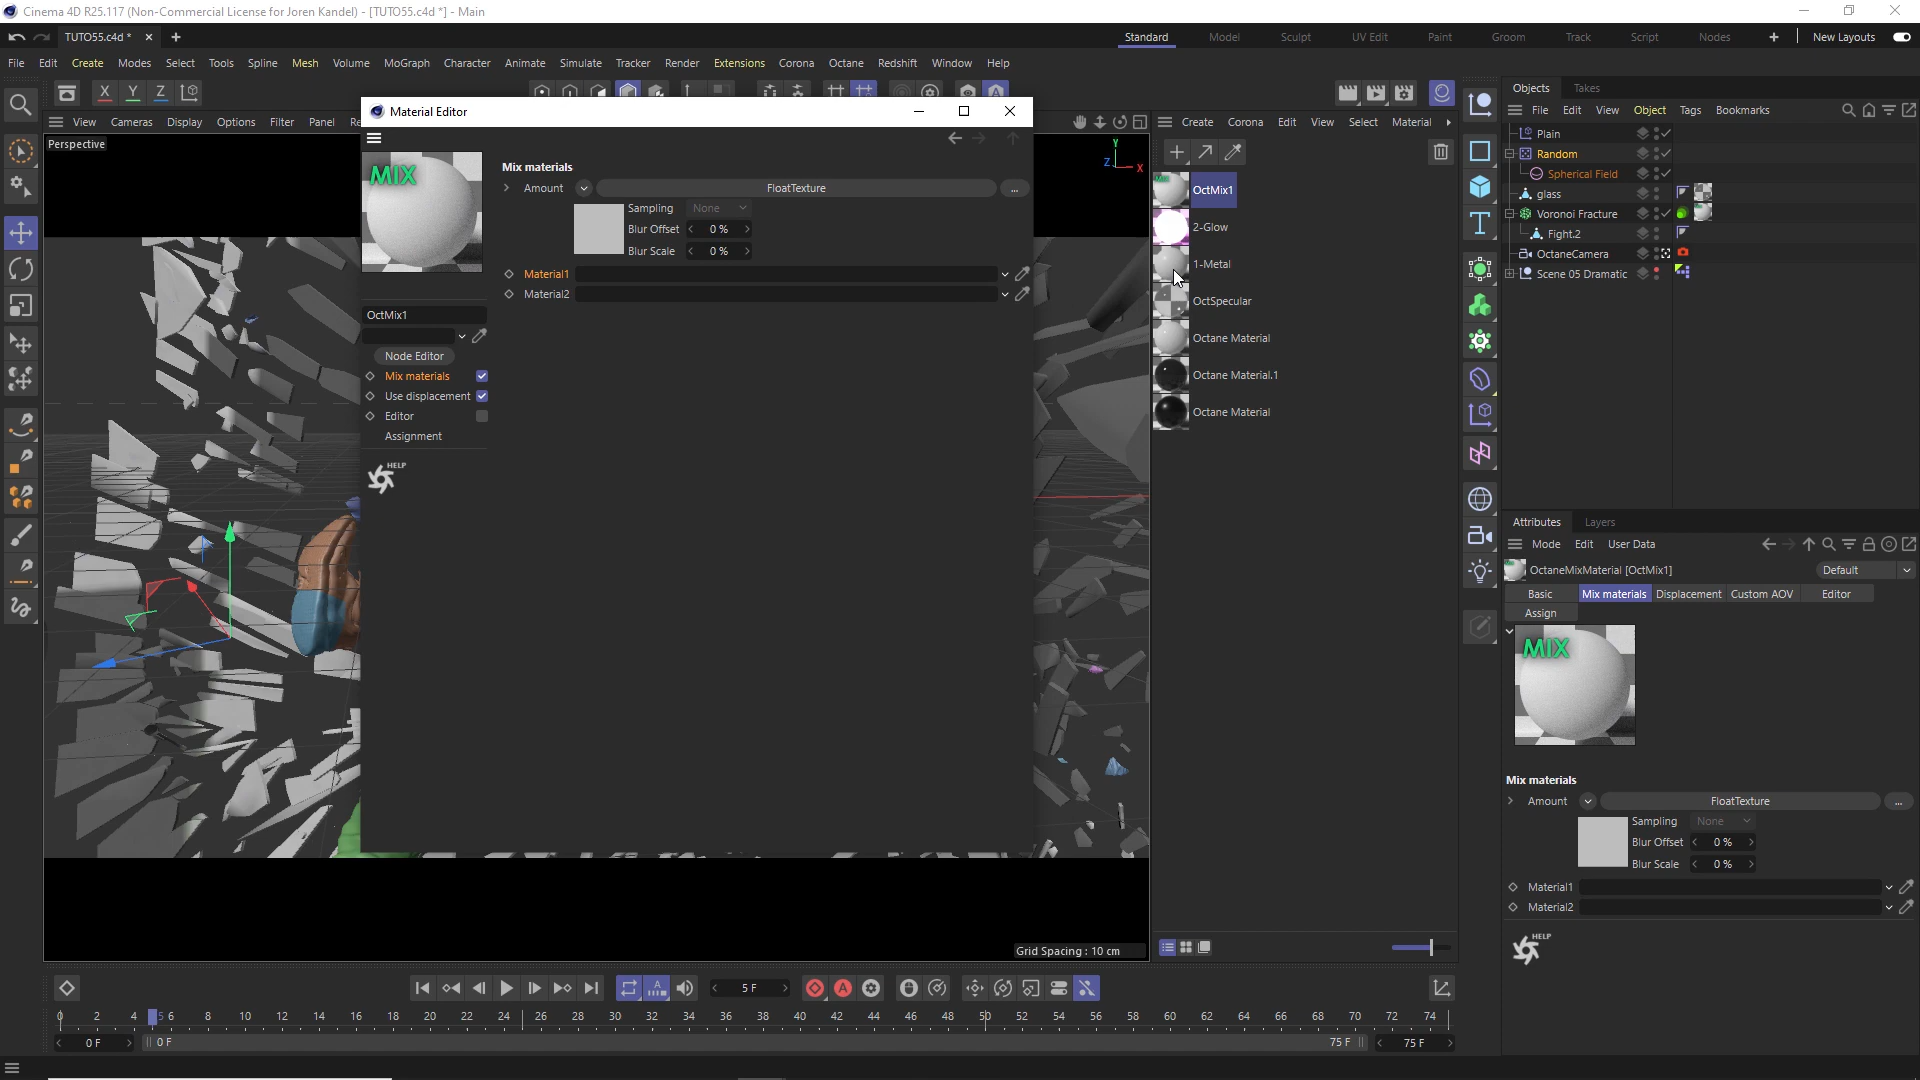 Cinema 4D R25.117 (Non-Commercial License for Joren Kandel) - [TUTO55.c4d *] - Main
TUTO55.c4d *
Standard Model Sculpt UV Edit Paint Groom Track Script Nodes New Layouts
File Edit Create Modes Select Tools Spline Mesh Volume MoGraph Character Animate Simulate Tracker Render Extensions Corona Octane Redshift Window Help
X Y Z
View Cameras Display Options Filter Panel Re
Perspective
Material Editor
MIX
OctMix1
Node Editor
Mix materials
Use displacement
Editor
Assignment
HELP
Mix materials
Amount FloatTexture ...
Sampling None
Blur Offset 0 %
Blur Scale 0 %
Material1
Material2
Y
Z X
Grid Spacing : 10 cm
Create Corona Edit View Select Material
OctMix1
2-Glow
1-Metal
OctSpecular
Octane Material
Octane Material.1
Octane Material
Objects Takes
File Edit View Object Tags Bookmarks
Plain
Random
Spherical Field
glass
Voronoi Fracture
Fight.2
OctaneCamera
Scene 05 Dramatic
Attributes Layers
Mode Edit User Data
OctaneMixMaterial [OctMix1] Default
Basic Mix materials Displacement Custom AOV Editor
Assign
MIX
Mix materials
Amount FloatTexture ...
Sampling None
Blur Offset 0 %
Blur Scale 0 %
Material1
Material2
HELP
5 F
0 2 4 5 6 8 10 12 14 16 18 20 22 24 26 28 30 32 34 36 38 40 42 44 46 48 50 52 54 56 58 60 62 64 66 68 70 72 74
0 F 0 F 75 F 75 F